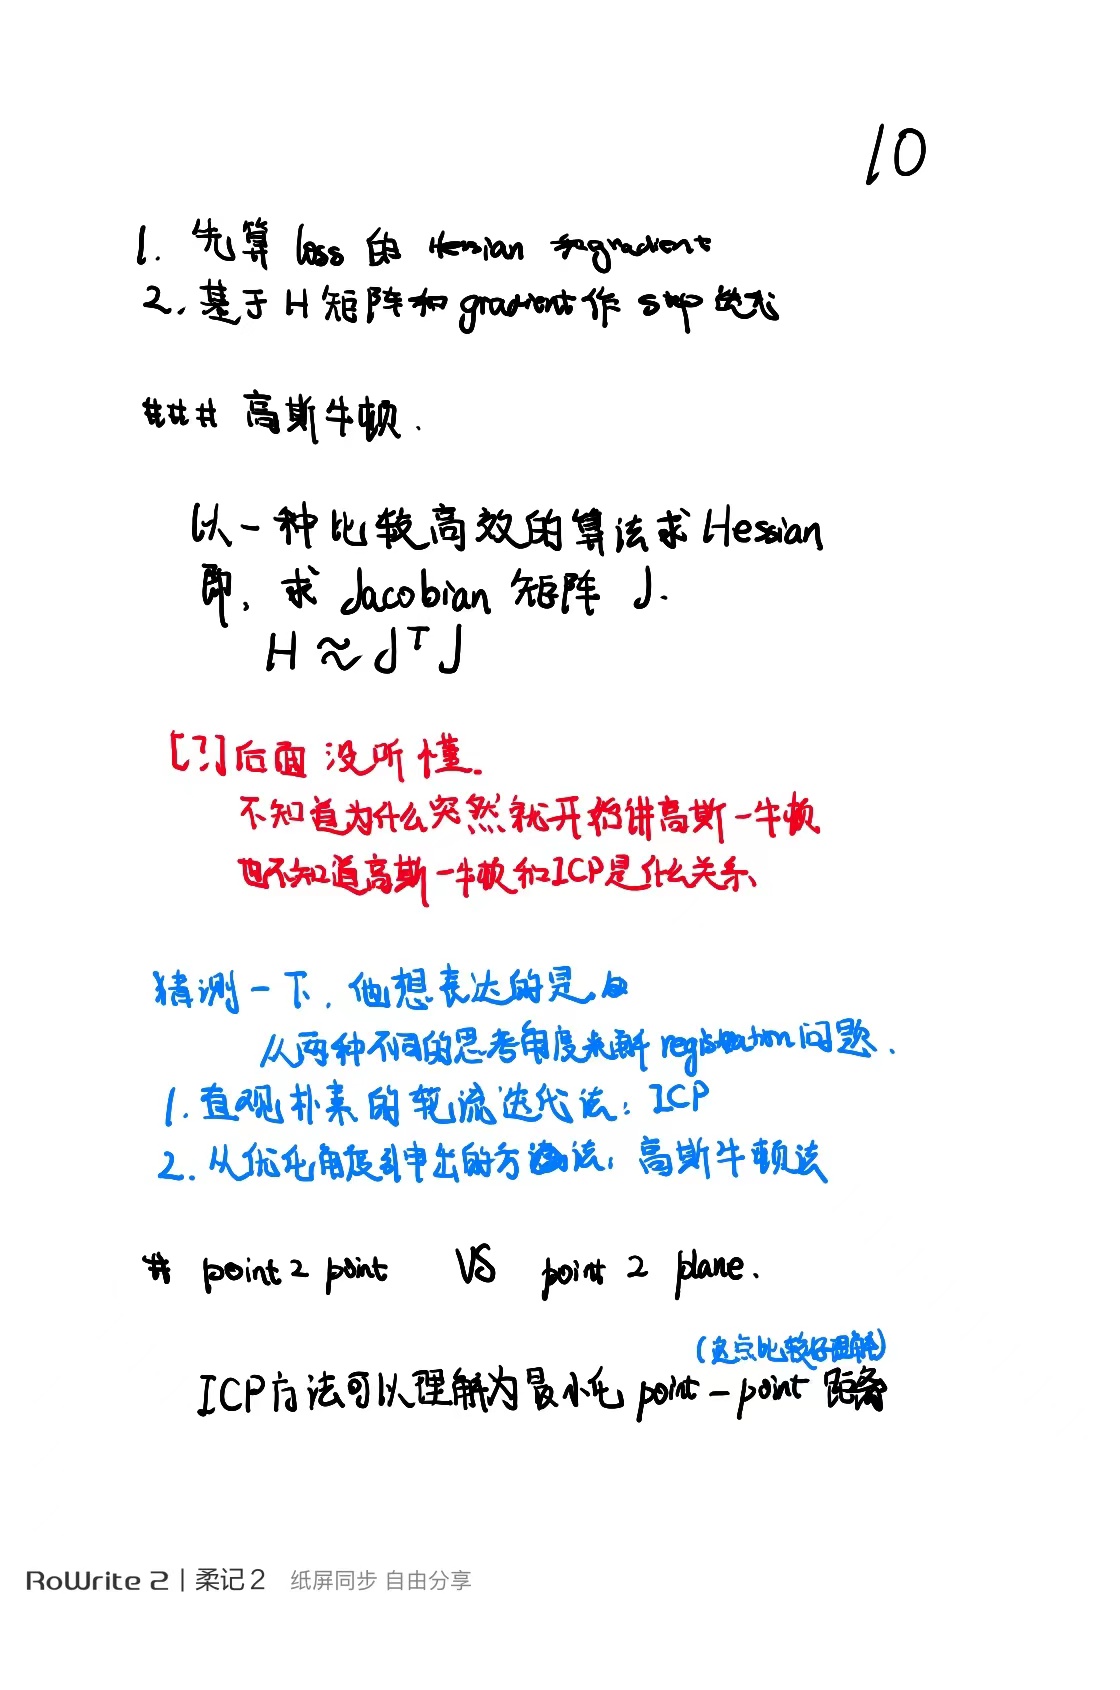 10
1. 先算 loss 的 Hessian 和gradient
2. 基于 H 矩阵和 gradient 作 step 迭代
### 高斯牛顿.
以一种比较高效的算法求 Hessian
即, 求 Jacobian 矩阵 J.
H ≈ JᵀJ
[?] 后面 没听懂.
不知道为什么突然就开始讲高斯-牛顿
也不知道高斯-牛顿和ICP是什么关系、
猜测一下, 他想表达的是
从两种不同的思考角度来解 registration 问题.
1. 直观朴素的轮流迭代法: ICP
2. 从优化角度引申出的方法: 高斯牛顿法
# point 2 point VS point 2 plane.
(这点比较好理解)
ICP方法可以理解为最小化 point-point 距离
RoWrite 2 | 柔记 2 纸屏同步 自由分享